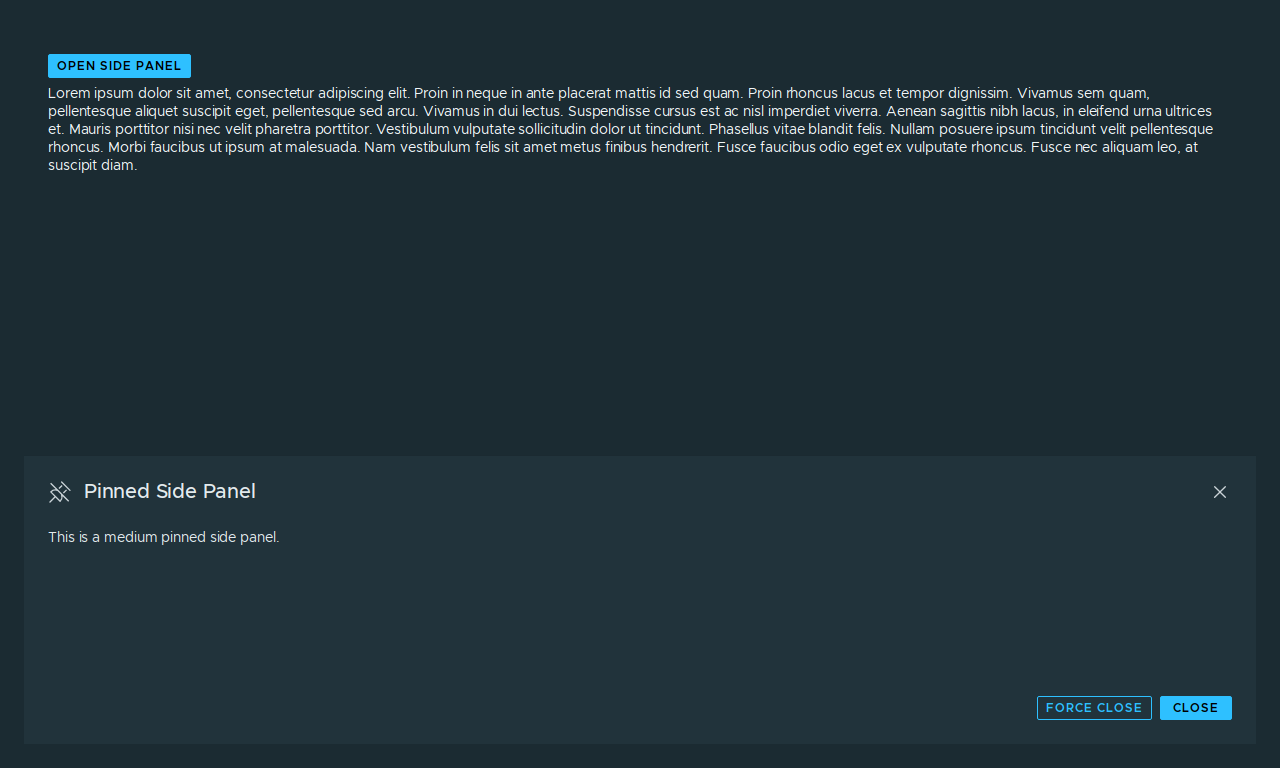 OPEN SIDE PANEL
Lorem ipsum dolor sit amet, consectetur adipiscing elit. Proin in neque in ante placerat mattis id sed quam. Proin rhoncus lacus et tempor dignissim. Vivamus sem quam,
pellentesque aliquet suscipit eget, pellentesque sed arcu. Vivamus in dui lectus. Suspendisse cursus est ac nisl imperdiet viverra. Aenean sagittis nibh lacus, in eleifend urna ultrices
et. Mauris porttitor nisi nec velit pharetra porttitor. Vestibulum vulputate sollicitudin dolor ut tincidunt. Phasellus vitae blandit felis. Nullam posuere ipsum tincidunt velit pellentesque
rhoncus. Morbi faucibus ut ipsum at malesuada. Nam vestibulum felis sit amet metus finibus hendrerit. Fusce faucibus odio eget ex vulputate rhoncus. Fusce nec aliquam leo, at
suscipit diam.
Pinned Side Panel
This is a medium pinned side panel.
FORCE CLOSE
CLOSE